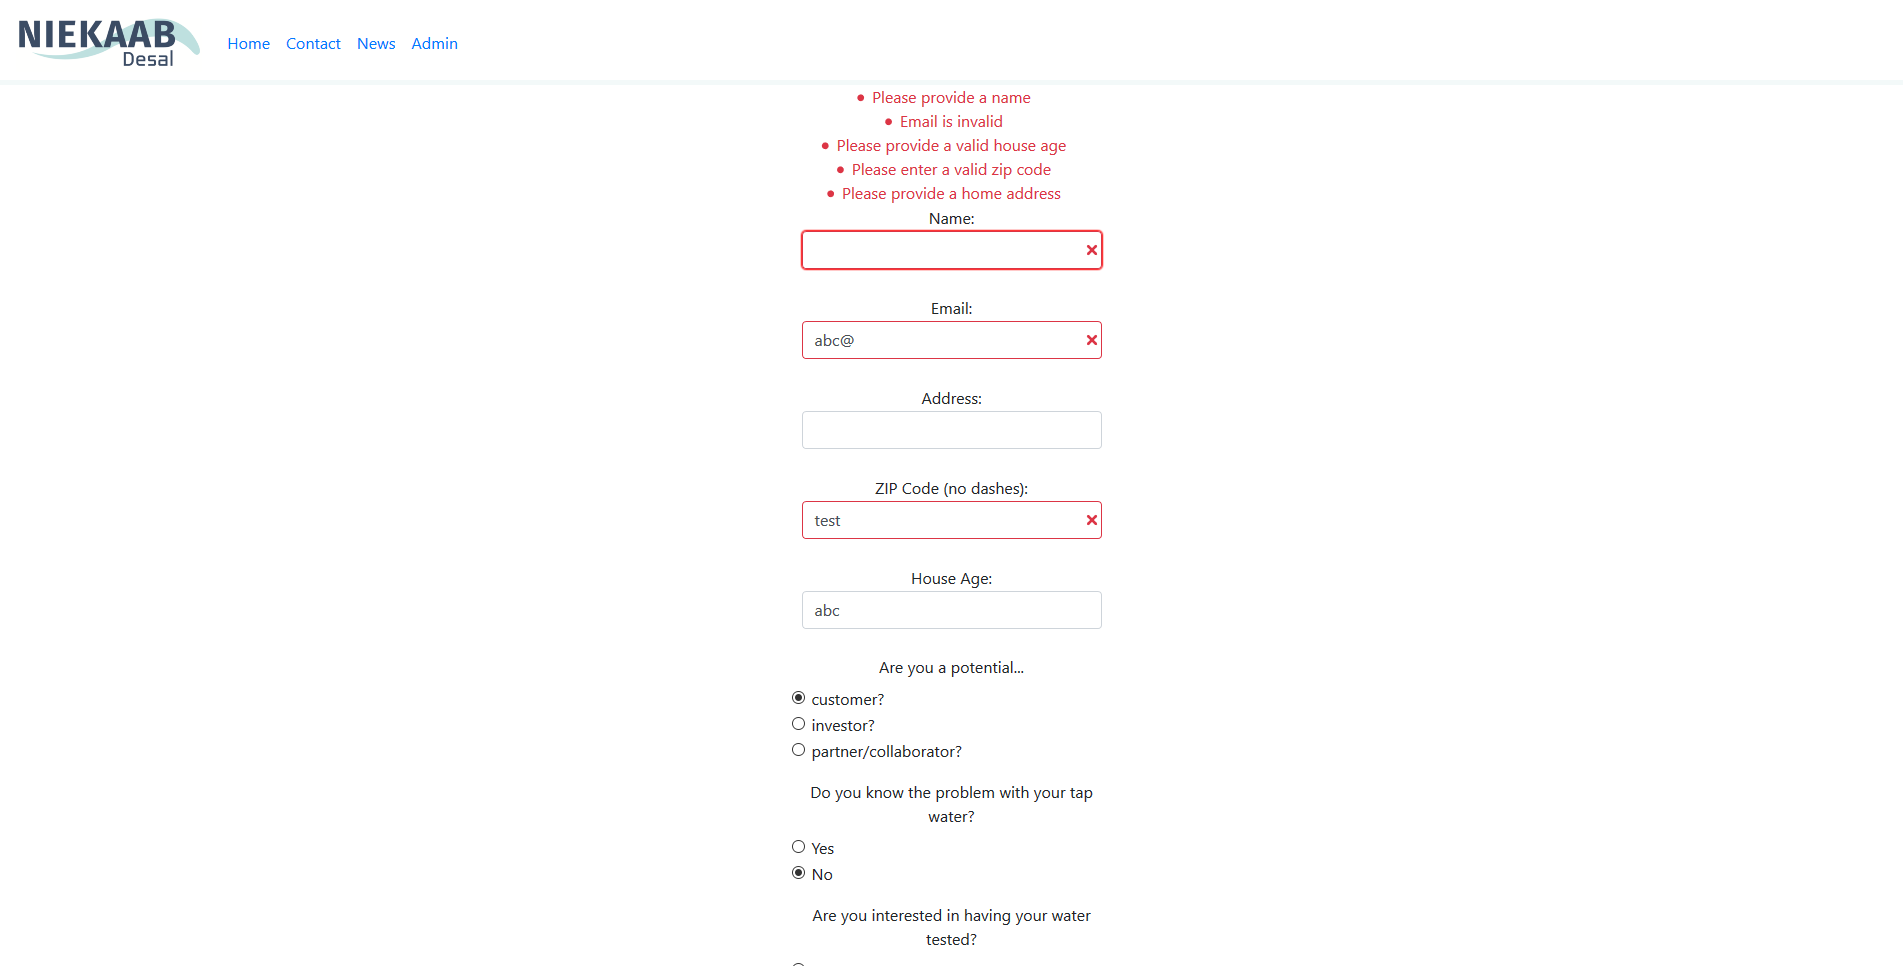 NIEKAAB
Desal
Home Contact News Admin
Please provide a name
Email is invalid
Please provide a valid house age
Please enter a valid zip code
Please provide a home address
Name:
Email:
abc@
Address:
ZIP Code (no dashes):
test
House Age:
abc
Are you a potential...
customer?
investor?
partner/collaborator?
Do you know the problem with your tap
water?
Yes
No
Are you interested in having your water
tested?